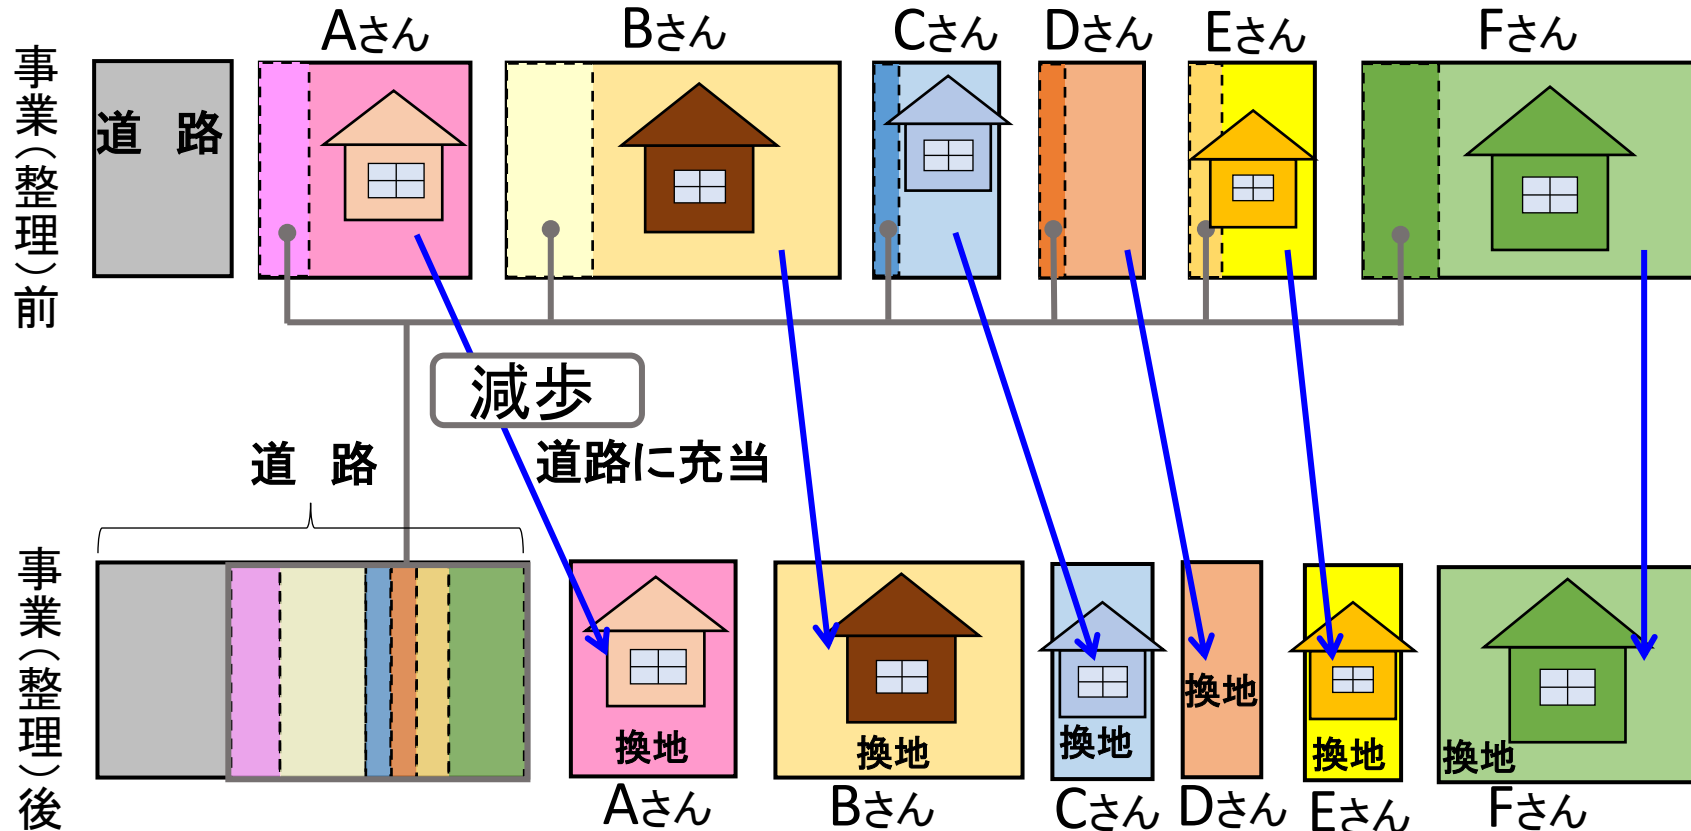 事業(整理)前
Aさん
Bさん
Cさん
Dさん
Eさん
Fさん
道　路
減歩
道路に充当
道　路
事業(整理)後
換地
換地
換地
換地
換地
換地
Aさん
Bさん
Cさん
Dさん
Eさん
Fさん